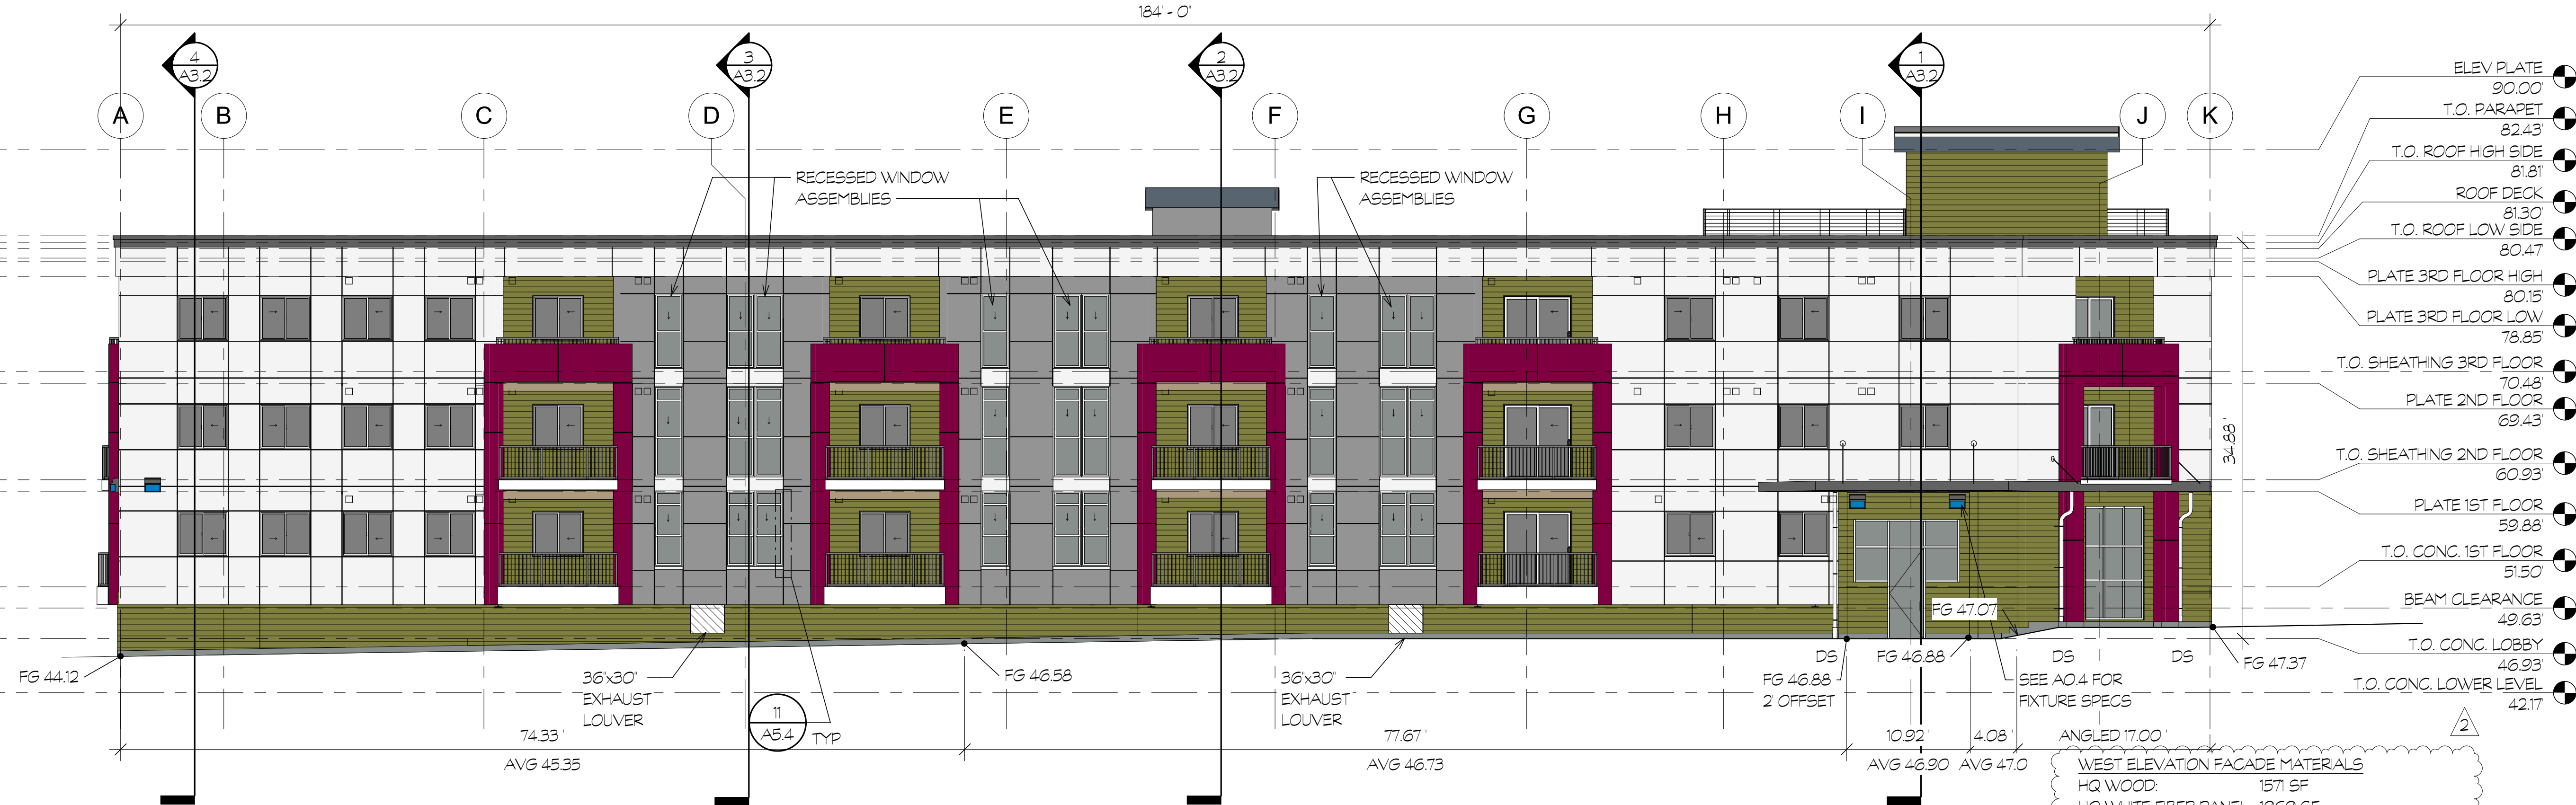 184' - 0"
4
A3.2
3
A3.2
2
A3.2
1
A3.2
A
B
C
D
E
F
G
H
I
J
K
RECESSED WINDOW
ASSEMBLIES
RECESSED WINDOW
ASSEMBLIES
ELEV PLATE
90.00'
T.O. PARAPET
82.43'
T.O. ROOF HIGH SIDE
81.81'
ROOF DECK
81.30'
T.O. ROOF LOW SIDE
80.47
PLATE 3RD FLOOR HIGH
80.15'
PLATE 3RD FLOOR LOW
78.85'
T.O. SHEATHING 3RD FLOOR
70.48'
PLATE 2ND FLOOR
69.43'
34.88'
T.O. SHEATHING 2ND FLOOR
60.93'
PLATE 1ST FLOOR
59.88'
T.O. CONC. 1ST FLOOR
51.50'
BEAM CLEARANCE
49.63'
T.O. CONC. LOBBY
46.93'
T.O. CONC. LOWER LEVEL
42.17'
FG 47.07
FG 44.12
36"x30"
EXHAUST
LOUVER
FG 46.58
36"x30"
EXHAUST
LOUVER
DS
FG 46.88
2' OFFSET
FG 46.88
DS
DS
FG 47.37
SEE A0.4 FOR
FIXTURE SPECS
11
A5.4
TYP
2
74.33 '
77.67 '
10.92 '
4.08 '
ANGLED 17.00 '
AVG 45.35
AVG 46.73
AVG 46.90
AVG 47.0
WEST ELEVATION FACADE MATERIALS
HQ WOOD: 1571 SF